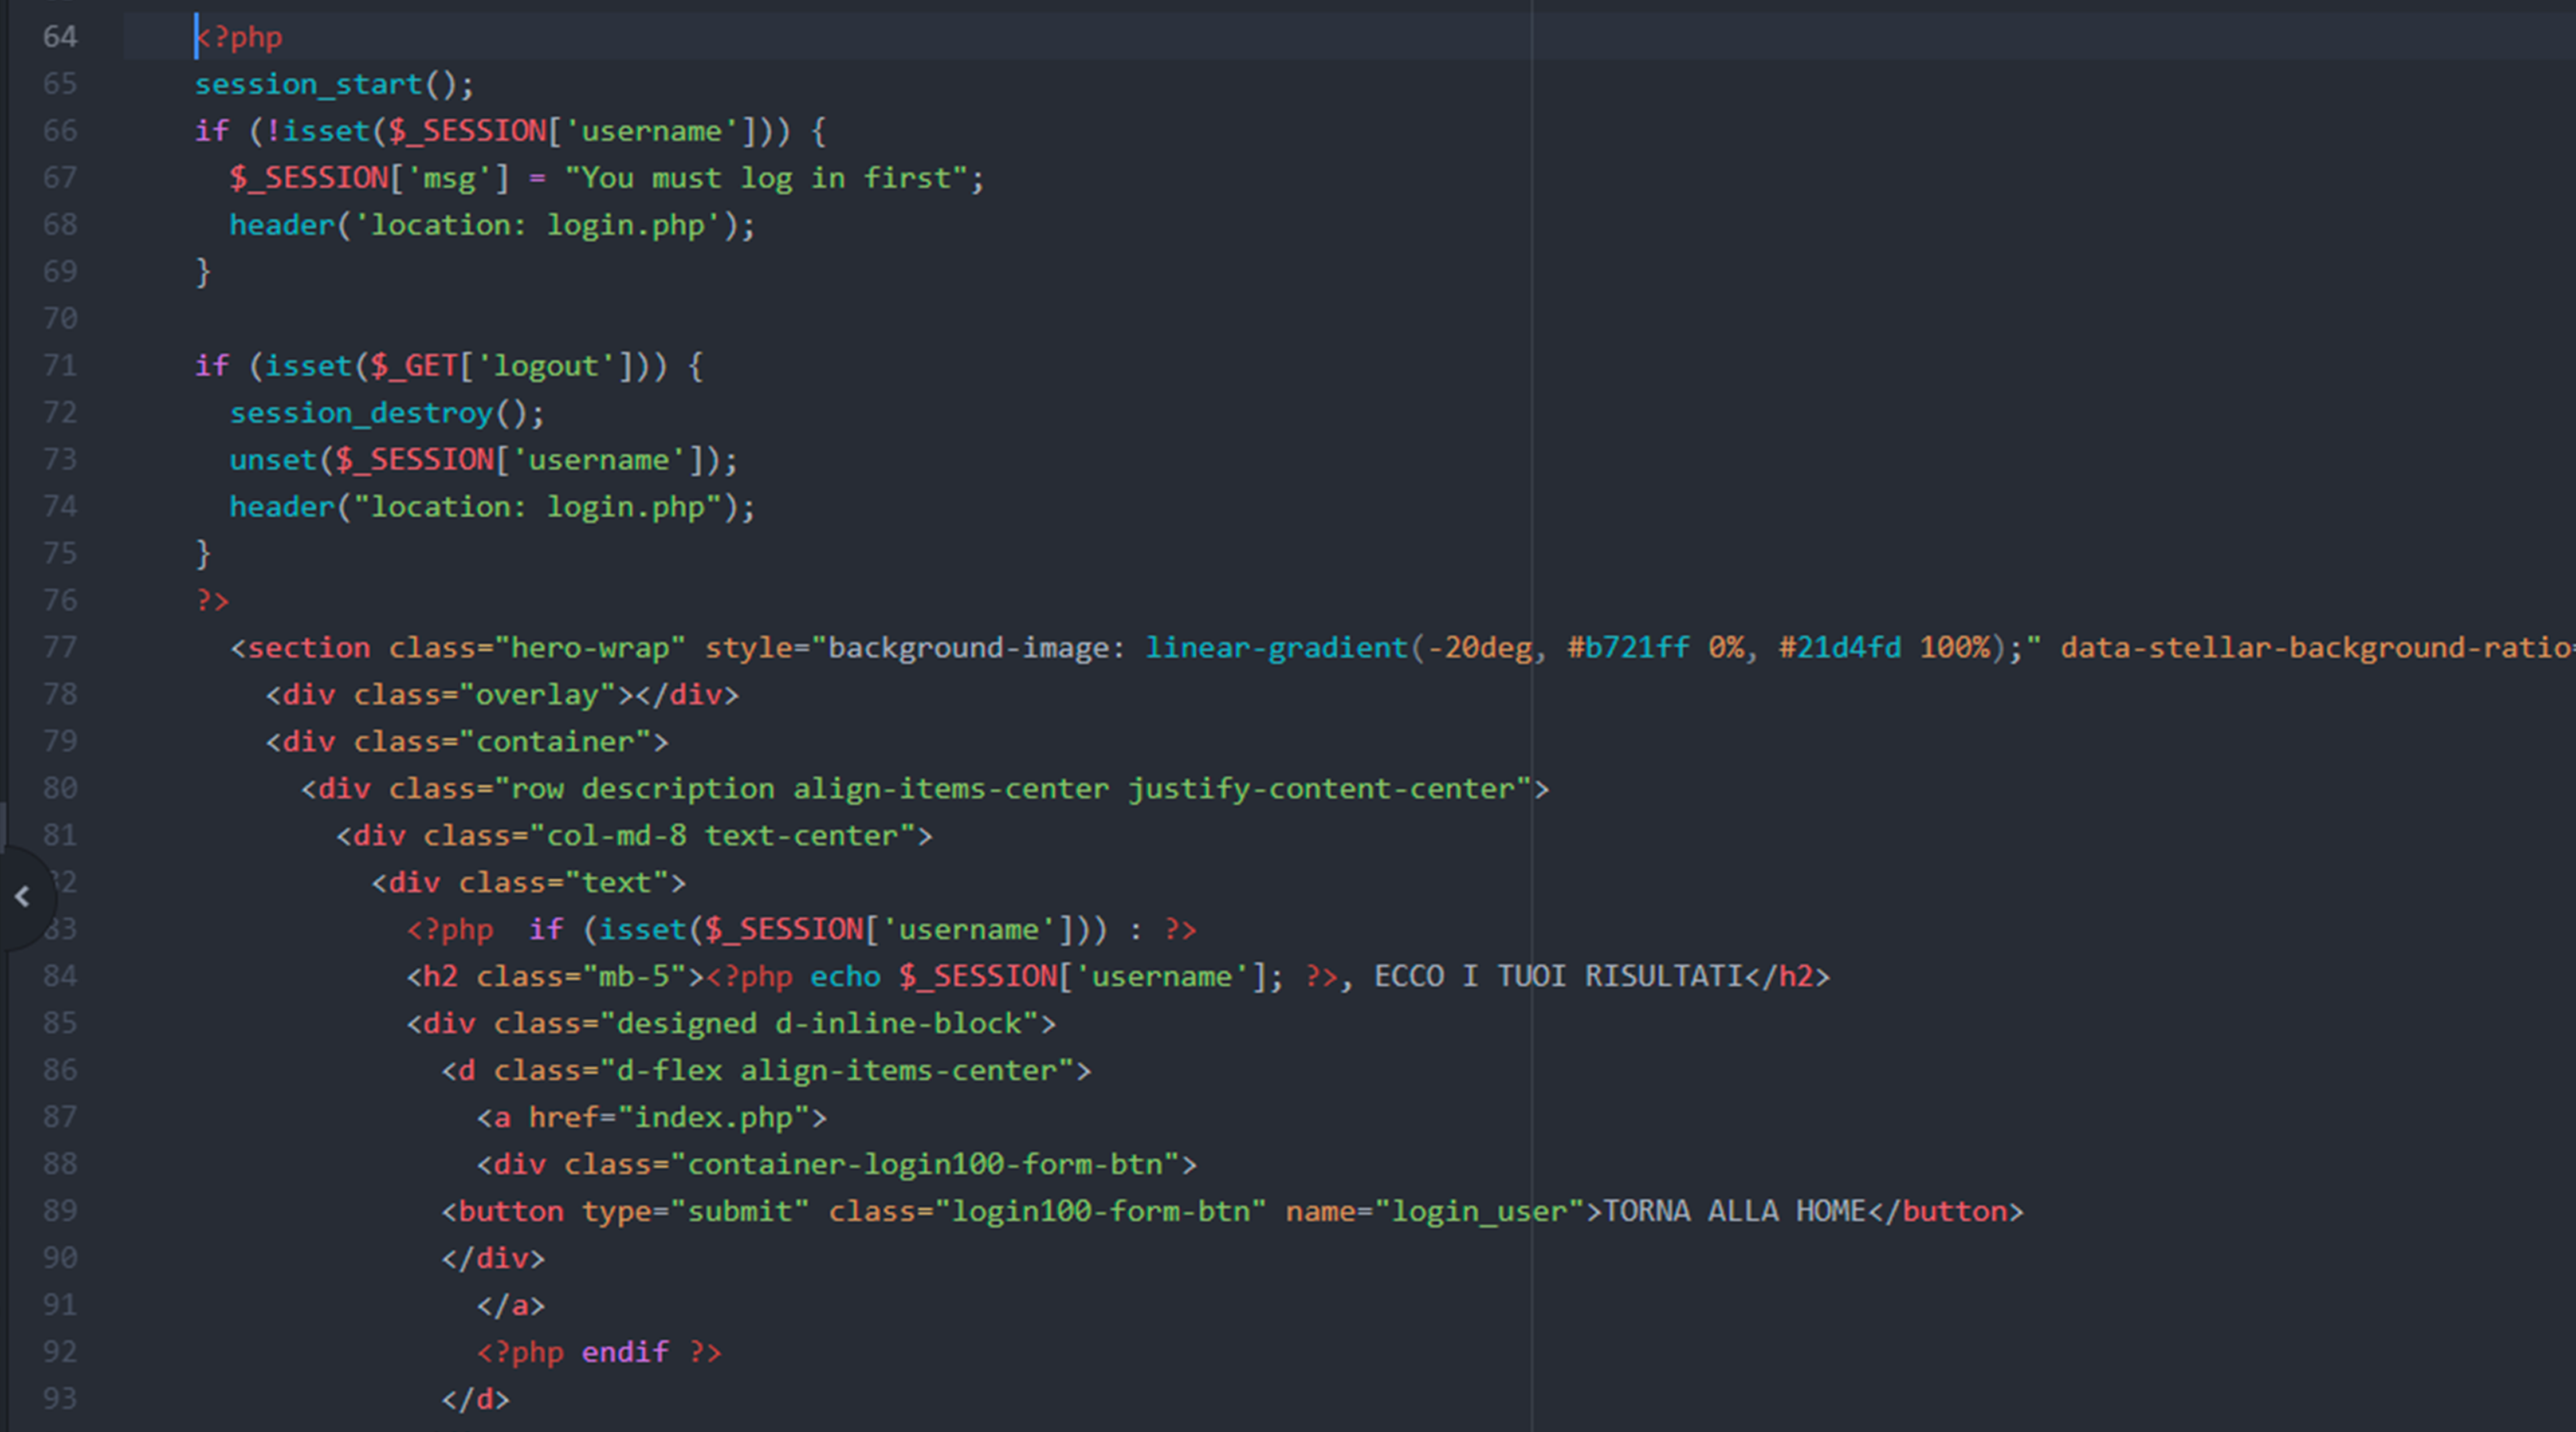 64 <?php
65 session_start();
66 if (!isset($_SESSION['username'])) {
67 $_SESSION['msg'] = "You must log in first";
68 header('location: login.php');
69 }
70
71 if (isset($_GET['logout'])) {
72 session_destroy();
73 unset($_SESSION['username']);
74 header("location: login.php");
75 }
76 ?>
77 <section class="hero-wrap" style="background-image: linear-gradient(-20deg, #b721ff 0%, #21d4fd 100%);" data-stellar-background-ratio=
78 <div class="overlay"></div>
79 <div class="container">
80 <div class="row description align-items-center justify-content-center">
81 <div class="col-md-8 text-center">
2 <div class="text">
83 <?php  if (isset($_SESSION['username'])) : ?>
84 <h2 class="mb-5"><?php echo $_SESSION['username']; ?>, ECCO I TUOI RISULTATI</h2>
85 <div class="designed d-inline-block">
86 <d class="d-flex align-items-center">
87 <a href="index.php">
88 <div class="container-login100-form-btn">
89 <button type="submit" class="login100-form-btn" name="login_user">TORNA ALLA HOME</button>
90 </div>
91 </a>
92 <?php endif ?>
93 </d>